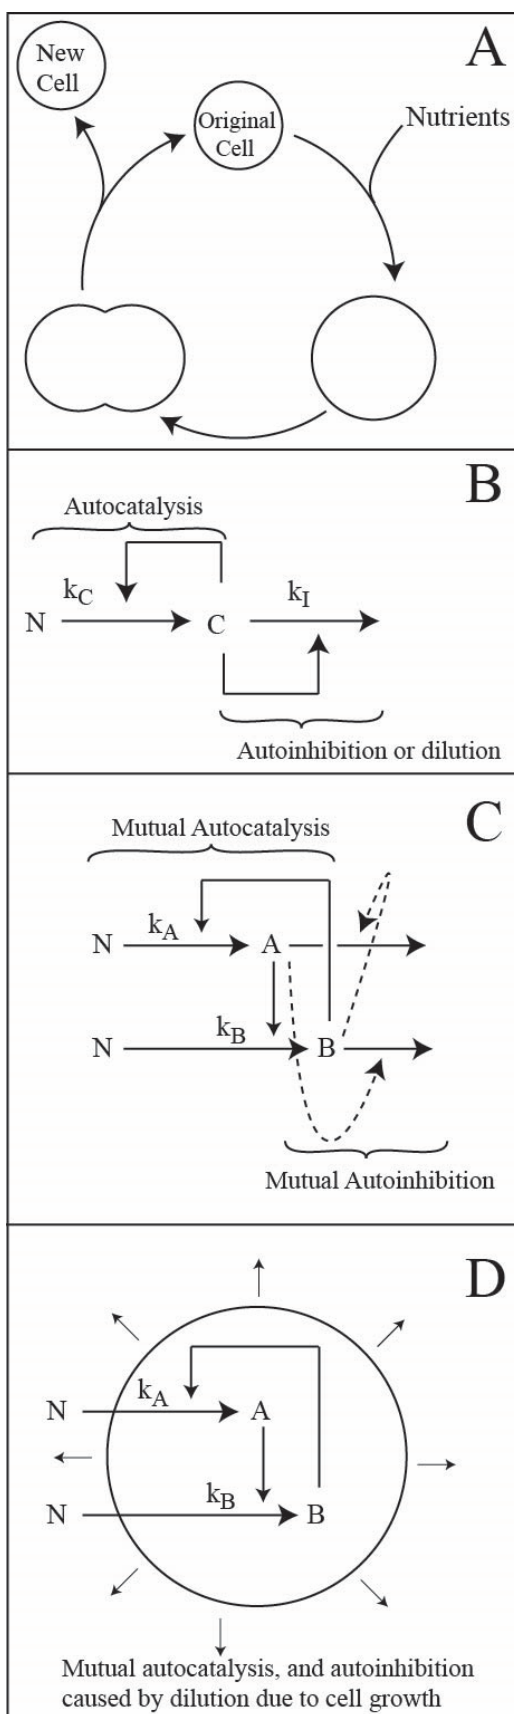 A
New
Cell
Original
Cell
Nutrients
B
Autocatalysis
kC
kI
N
C
Autoinhibition or dilution
C
Mutual Autocatalysis
kA
N
A
kB
N
B
Mutual Autoinhibition
D
kA
N
A
kB
N
B
Mutual autocatalysis, and autoinhibition
caused by dilution due to cell growth